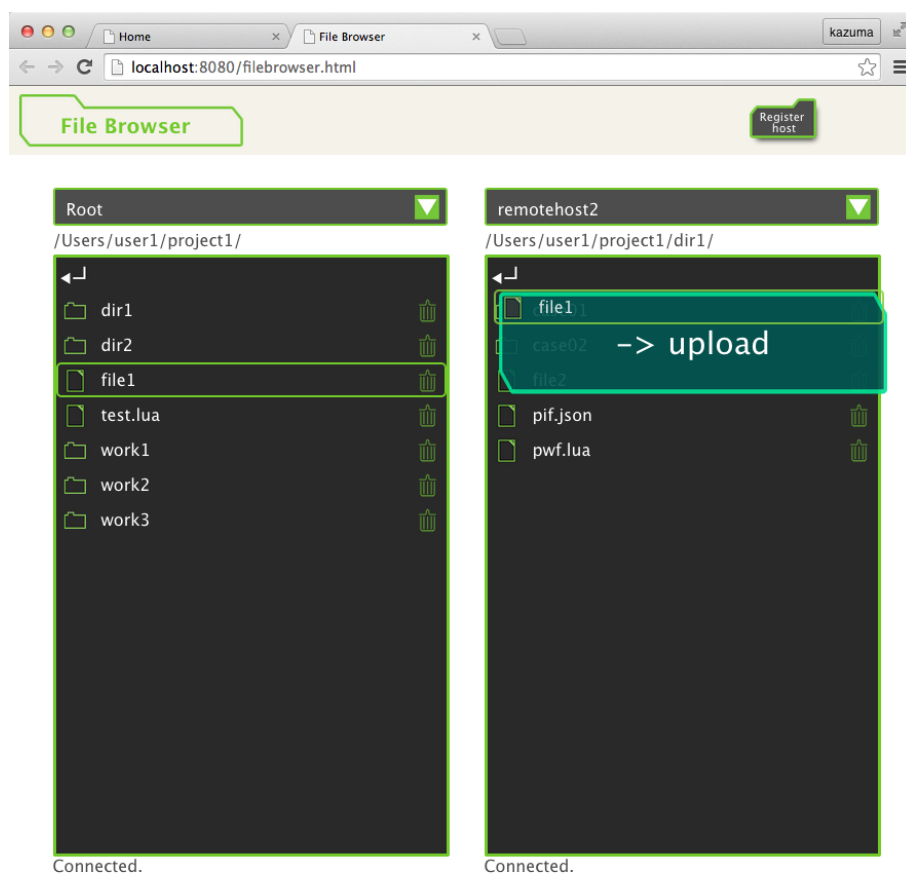 Home
File Browser
kazuma
localhost:8080/filebrowser.html
File Browser
Register
host
Root
/Users/user1/project1/
dir1
dir2
file1
test.lua
work1
work2
work3
Connected.
remotehost2
/Users/user1/project1/dir1/
file1
case01
-> upload
case02
file2
pif.json
pwf.lua
Connected.